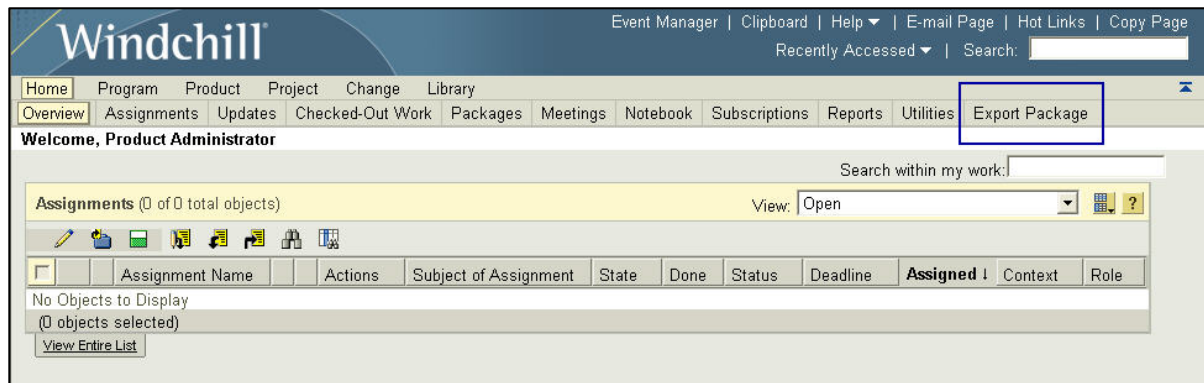 Event Manager | Clipboard | Help ▾ | E-mail Page | Hot Links | Copy Page
Windchill
Recently Accessed ▾ | Search:
Home Program Product Project Change Library
Overview Assignments Updates Checked-Out Work Packages Meetings Notebook Subscriptions Reports Utilities Export Package
Welcome, Product Administrator
Search within my work:
Assignments (0 of 0 total objects) View: Open ?
Assignment Name Actions Subject of Assignment State Done Status Deadline Assigned ↓ Context Role
No Objects to Display
(0 objects selected)
View Entire List